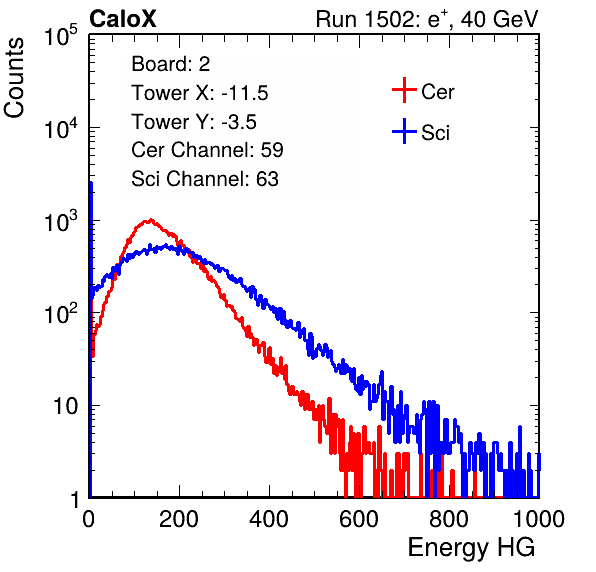 CaloX Run 1502: e⁺, 40 GeV
Counts
10⁵
10⁴
10³
10²
10
1
Board: 2
Tower X: -11.5
Tower Y: -3.5
Cer Channel: 59
Sci Channel: 63
Cer
Sci
0 200 400 600 800 1000
Energy HG